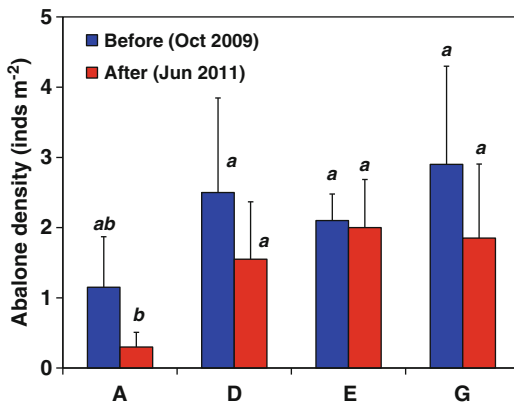 Abalone density (inds m⁻²)
5
4
3
2
1
0
Before (Oct 2009)
After (Jun 2011)
ab
b
a
a
a
a
a
a
A D E G